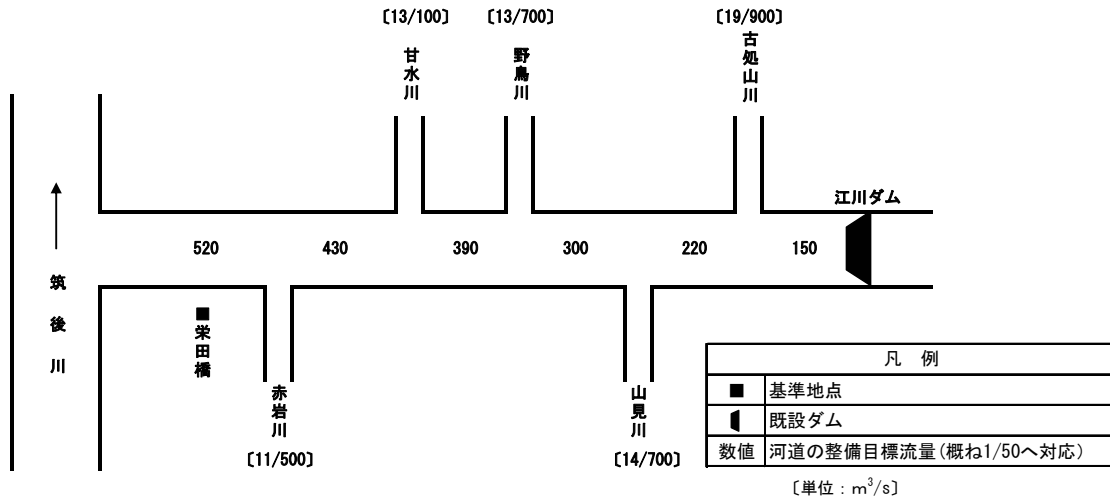 〔13/100〕 〔13/700〕 〔19/900〕
甘水川
野鳥川
古処山川
江川ダム
520 430 390 300 220 150
筑後川
■栄田橋
赤岩川
〔11/500〕
山見川
〔14/700〕
凡 例
■ 基準地点
既設ダム
数値 河道の整備目標流量(概ね1/50へ対応)
〔単位:m³/s〕